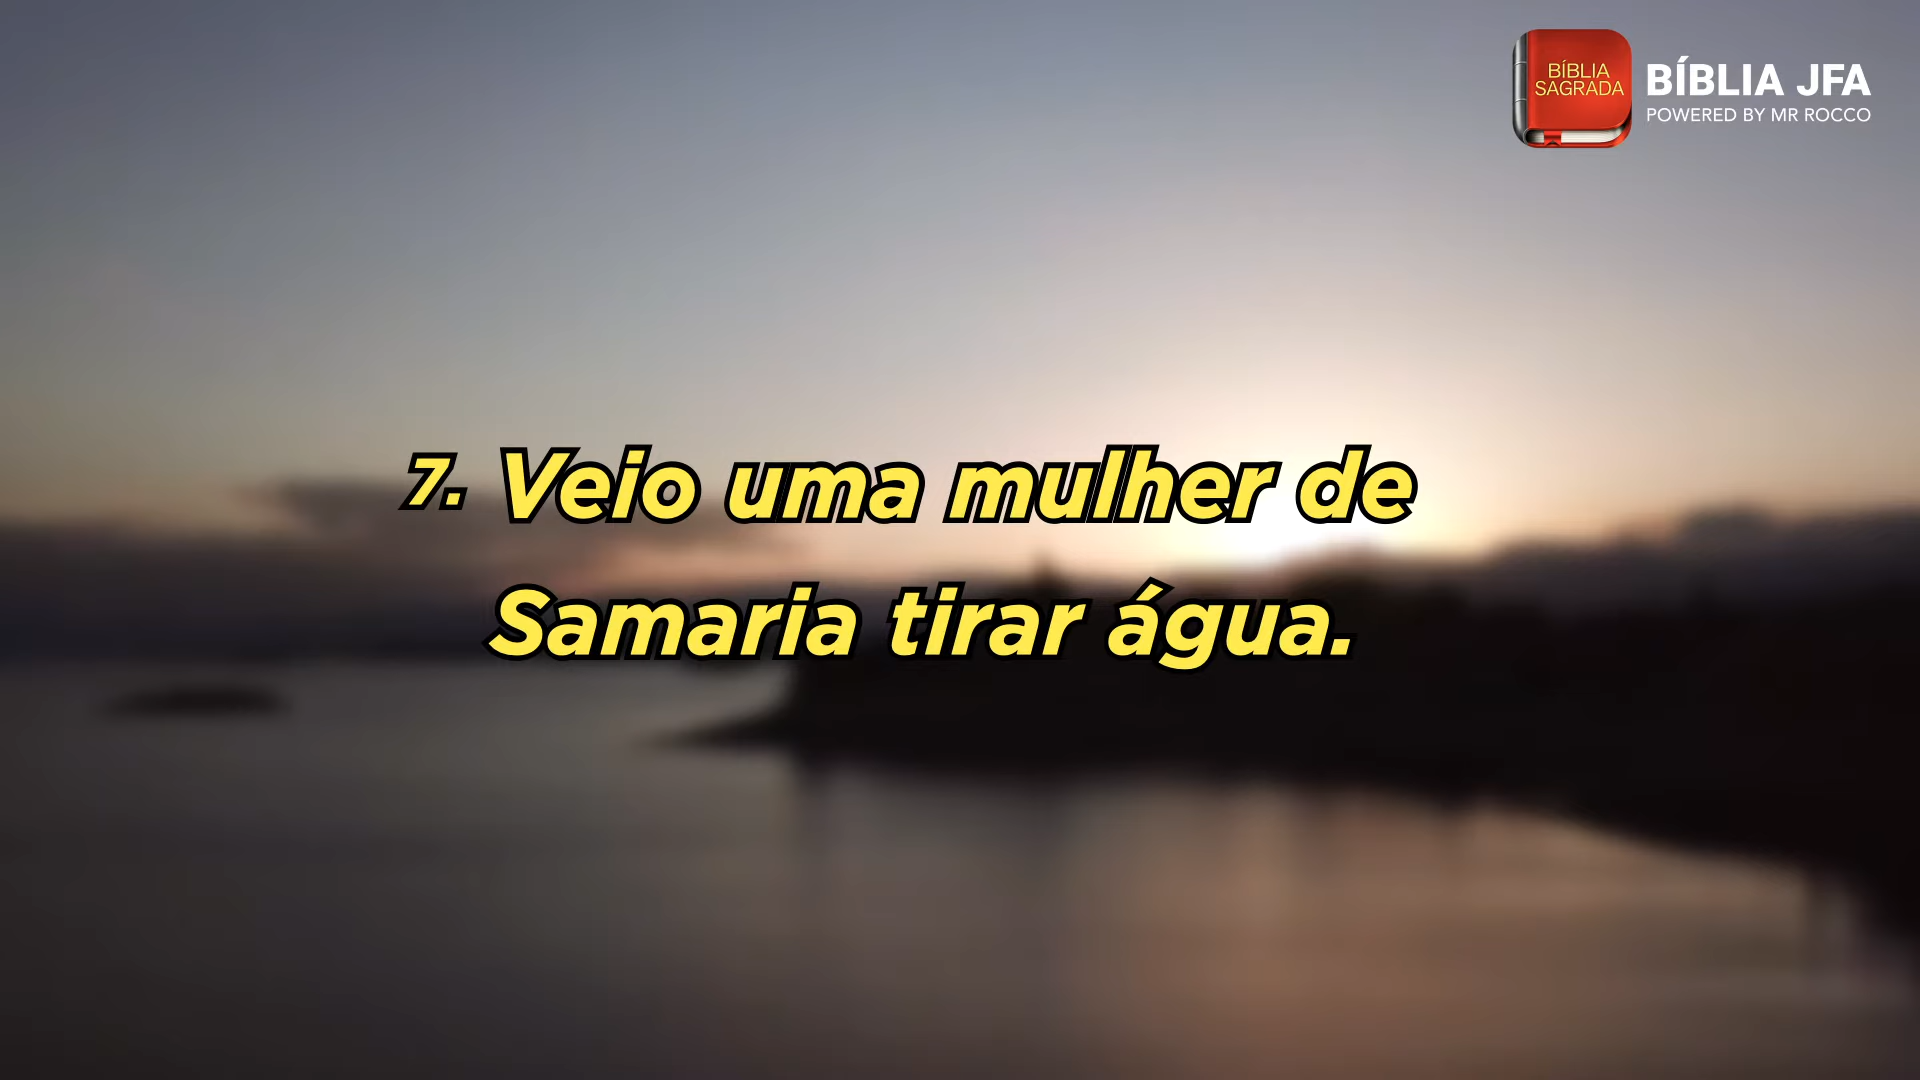 BÍBLIA
SAGRADA
BÍBLIA JFA
POWERED BY MR ROCCO
7. Veio uma mulher de
Samaria tirar água.